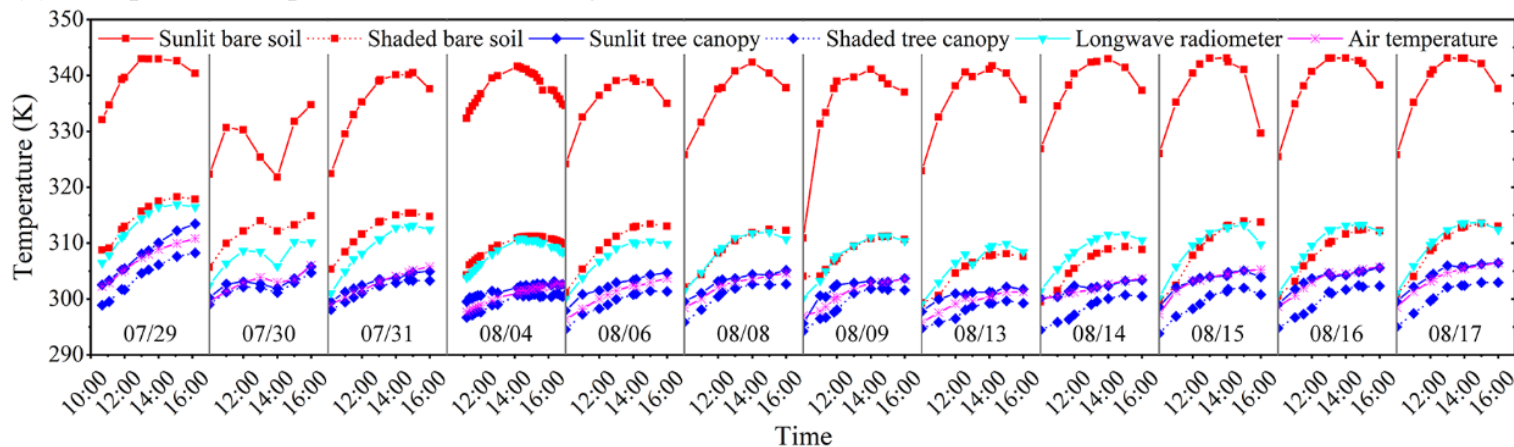 350
Sunlit bare soil Shaded bare soil Sunlit tree canopy Shaded tree canopy Longwave radiometer Air temperature
340
330
320
310
300
290
Temperature (K)
07/29 07/30 07/31 08/04 08/06 08/08 08/09 08/13 08/14 08/15 08/16 08/17
10:00 12:00 14:00 16:00 12:00 14:00 16:00 12:00 14:00 16:00 12:00 14:00 16:00 12:00 14:00 16:00 12:00 14:00 16:00 12:00 14:00 16:00 12:00 14:00 16:00 12:00 14:00 16:00 12:00 14:00 16:00 12:00 14:00 16:00 12:00 14:00 16:00
Time